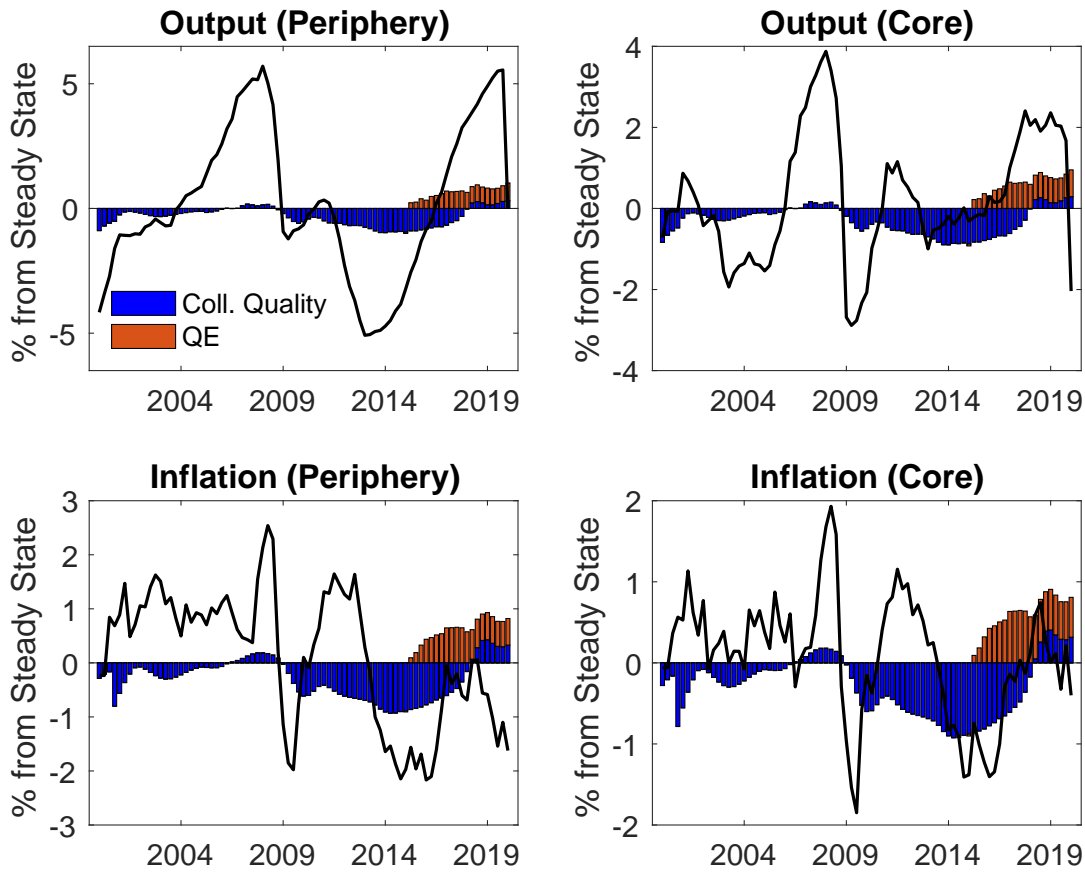 Output (Periphery)
% from Steady State
5
0
-5
Coll. Quality
QE
2004 2009 2014 2019
Output (Core)
% from Steady State
4
2
0
-2
-4
2004 2009 2014 2019
Inflation (Periphery)
% from Steady State
3
2
1
0
-1
-2
-3
2004 2009 2014 2019
Inflation (Core)
% from Steady State
2
1
0
-1
-2
2004 2009 2014 2019